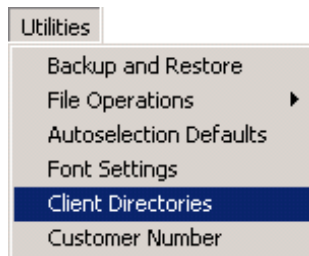 Utilities
Backup and Restore
File Operations
Autoselection Defaults
Font Settings
Client Directories
Customer Number